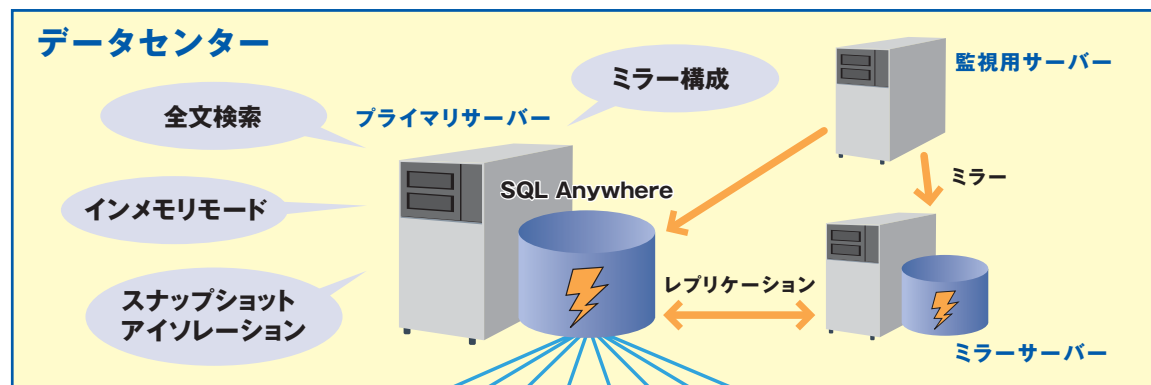 データセンター
ミラー構成
監視用サーバー
全文検索
プライマリサーバー
ミラー
SQL Anywhere
インメモリモード
レプリケーション
スナップショット
アイソレーション
ミラーサーバー